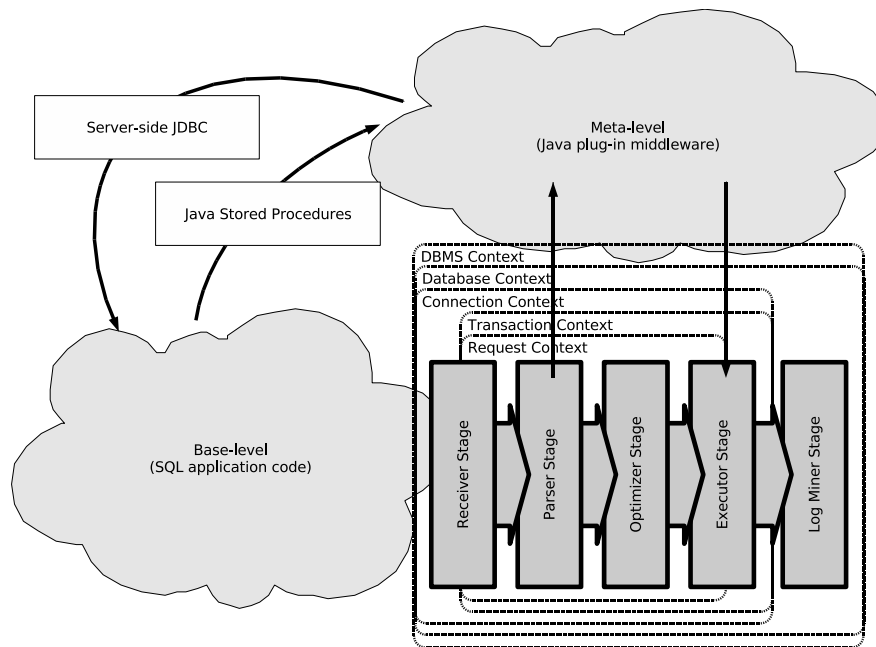 Server-side JDBC
Java Stored Procedures
Meta-level
(Java plug-in middleware)
DBMS Context
Database Context
Connection Context
Transaction Context
Request Context
Base-level
(SQL application code)
Receiver Stage
Parser Stage
Optimizer Stage
Executor Stage
Log Miner Stage